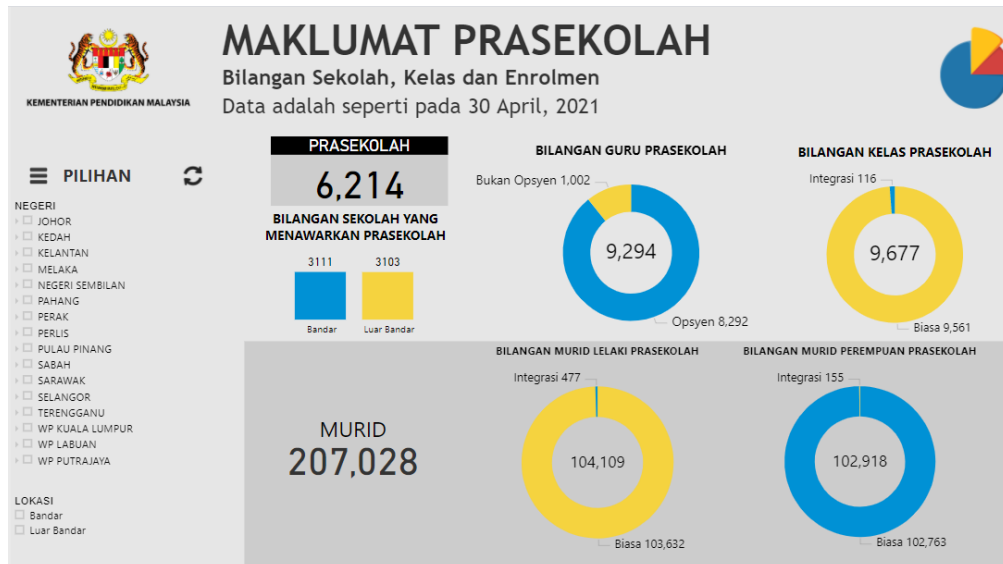 KEMENTERIAN PENDIDIKAN MALAYSIA
MAKLUMAT PRASEKOLAH
Bilangan Sekolah, Kelas dan Enrolmen
Data adalah seperti pada 30 April, 2021
PILIHAN
NEGERI
JOHOR
KEDAH
KELANTAN
MELAKA
NEGERI SEMBILAN
PAHANG
PERAK
PERLIS
PULAU PINANG
SABAH
SARAWAK
SELANGOR
TERENGGANU
WP KUALA LUMPUR
WP LABUAN
WP PUTRAJAYA
LOKASI
Bandar
Luar Bandar
PRASEKOLAH
6,214
BILANGAN SEKOLAH YANG
MENAWARKAN PRASEKOLAH
3111 3103
Bandar Luar Bandar
BILANGAN GURU PRASEKOLAH
Bukan Opsyen 1,002
9,294
Opsyen 8,292
BILANGAN KELAS PRASEKOLAH
Integrasi 116
9,677
Biasa 9,561
MURID
207,028
BILANGAN MURID LELAKI PRASEKOLAH
Integrasi 477
104,109
Biasa 103,632
BILANGAN MURID PEREMPUAN PRASEKOLAH
Integrasi 155
102,918
Biasa 102,763